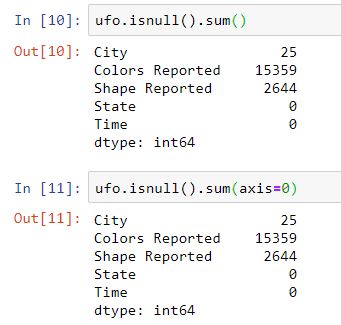 In [10]: ufo.isnull().sum()
Out[10]: City 25
Colors Reported 15359
Shape Reported 2644
State 0
Time 0
dtype: int64
In [11]: ufo.isnull().sum(axis=0)
Out[11]: City 25
Colors Reported 15359
Shape Reported 2644
State 0
Time 0
dtype: int64